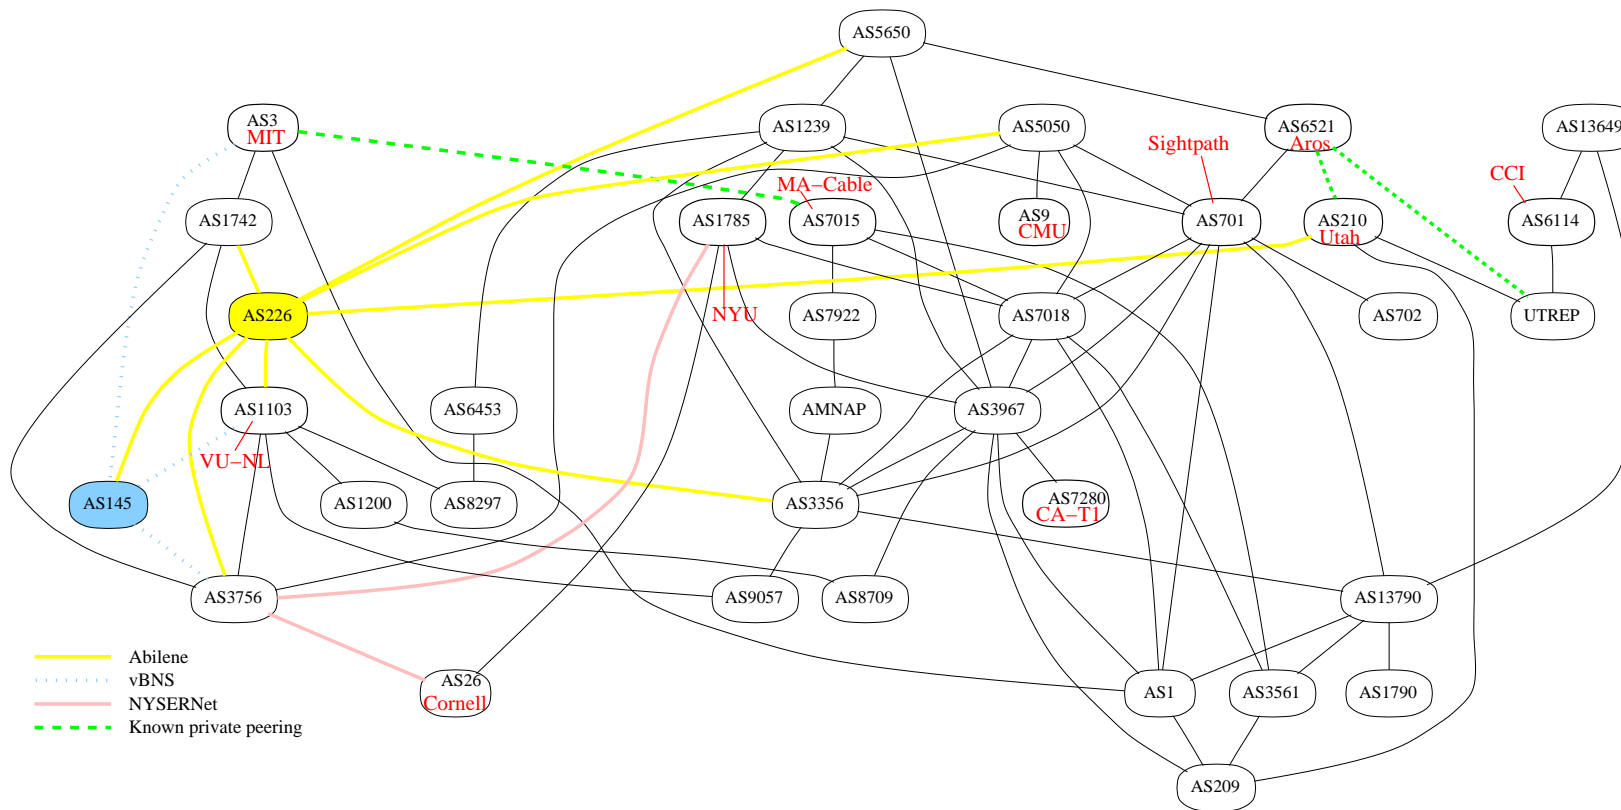 AS5650
AS3
MIT
AS1239
AS5050
AS6521
Aros
AS13649
Sightpath
CCI
MA-Cable
AS1742
AS1785
AS7015
AS9
CMU
AS701
AS210
Utah
AS6114
AS226
NYU
AS7922
AS7018
AS702
UTREP
AS1103
AS6453
AMNAP
AS3967
VU-NL
AS145
AS1200
AS8297
AS3356
AS7280
CA-T1
AS3756
AS9057
AS8709
AS13790
Abilene
vBNS
NYSERNet
Known private peering
AS26
Cornell
AS1
AS3561
AS1790
AS209